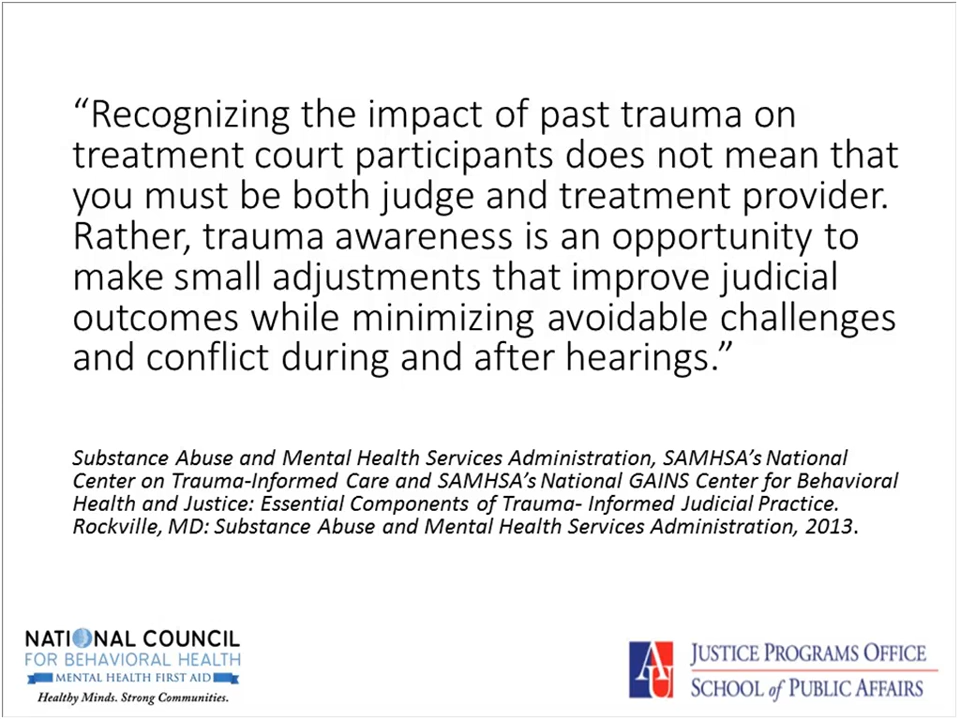 “Recognizing the impact of past trauma on
treatment court participants does not mean that
you must be both judge and treatment provider.
Rather, trauma awareness is an opportunity to
make small adjustments that improve judicial
outcomes while minimizing avoidable challenges
and conflict during and after hearings.”
Substance Abuse and Mental Health Services Administration, SAMHSA’s National
Center on Trauma-Informed Care and SAMHSA’s National GAINS Center for Behavioral
Health and Justice: Essential Components of Trauma- Informed Judicial Practice.
Rockville, MD: Substance Abuse and Mental Health Services Administration, 2013.
NATIONAL COUNCIL
FOR BEHAVIORAL HEALTH
MENTAL HEALTH FIRST AID
Healthy Minds. Strong Communities.
AU
JUSTICE PROGRAMS OFFICE
SCHOOL of PUBLIC AFFAIRS